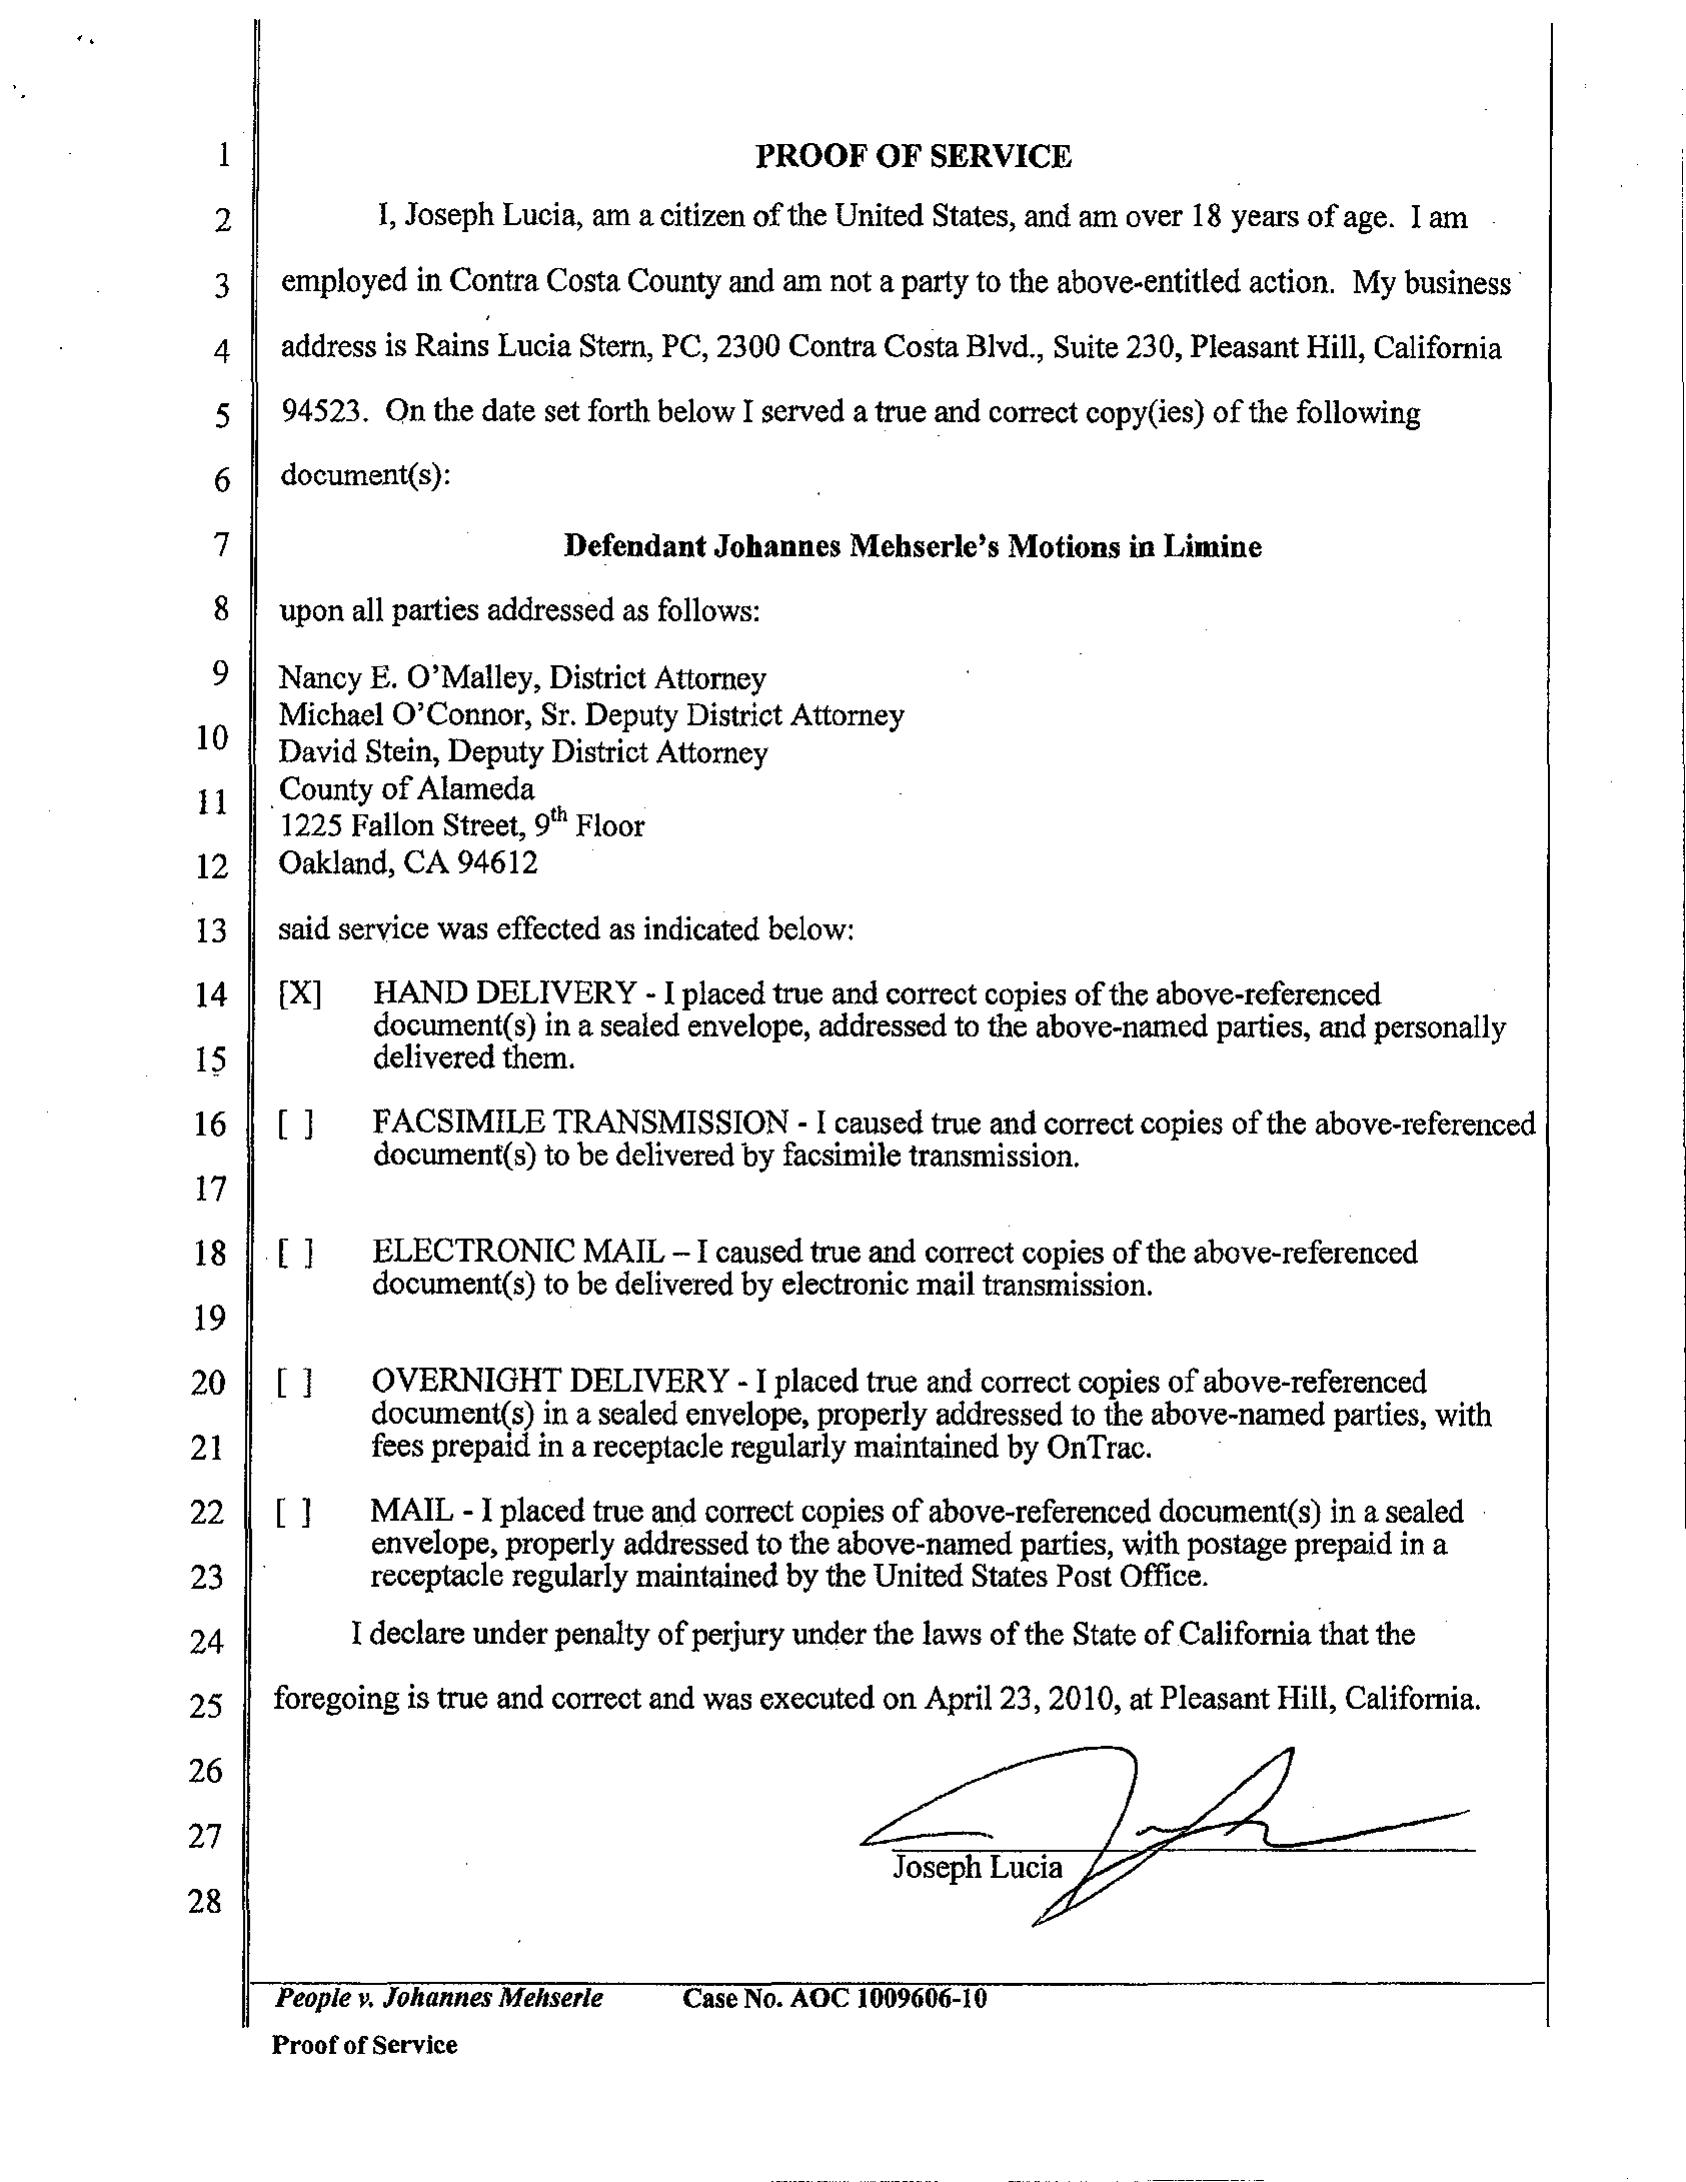 1 PROOF OF SERVICE
2 I, Joseph Lucia, am a citizen of the United States, and am over 18 years of age. I am
3 employed in Contra Costa County and am not a party to the above-entitled action. My business
4 address is Rains Lucia Stern, PC, 2300 Contra Costa Blvd., Suite 230, Pleasant Hill, California
5 94523. On the date set forth below I served a true and correct copy(ies) of the following
6 document(s):
7 Defendant Johannes Mehserle's Motions in Limine
8 upon all parties addressed as follows:
9 Nancy E. O'Malley, District Attorney
Michael O'Connor, Sr. Deputy District Attorney
10 David Stein, Deputy District Attorney
11 County of Alameda
1225 Fallon Street, 9th Floor
12 Oakland, CA 94612
13 said service was effected as indicated below:
14 [X] HAND DELIVERY - I placed true and correct copies of the above-referenced
document(s) in a sealed envelope, addressed to the above-named parties, and personally
15 delivered them.
16 [ ] FACSIMILE TRANSMISSION - I caused true and correct copies of the above-referenced
document(s) to be delivered by facsimile transmission.
17
18 [ ] ELECTRONIC MAIL – I caused true and correct copies of the above-referenced
document(s) to be delivered by electronic mail transmission.
19
20 [ ] OVERNIGHT DELIVERY - I placed true and correct copies of above-referenced
document(s) in a sealed envelope, properly addressed to the above-named parties, with
21 fees prepaid in a receptacle regularly maintained by OnTrac.
22 [ ] MAIL - I placed true and correct copies of above-referenced document(s) in a sealed
envelope, properly addressed to the above-named parties, with postage prepaid in a
23 receptacle regularly maintained by the United States Post Office.
24 I declare under penalty of perjury under the laws of the State of California that the
25 foregoing is true and correct and was executed on April 23, 2010, at Pleasant Hill, California.
26
27
Joseph Lucia
28
People v. Johannes Mehserle Case No. AOC 1009606-10
Proof of Service